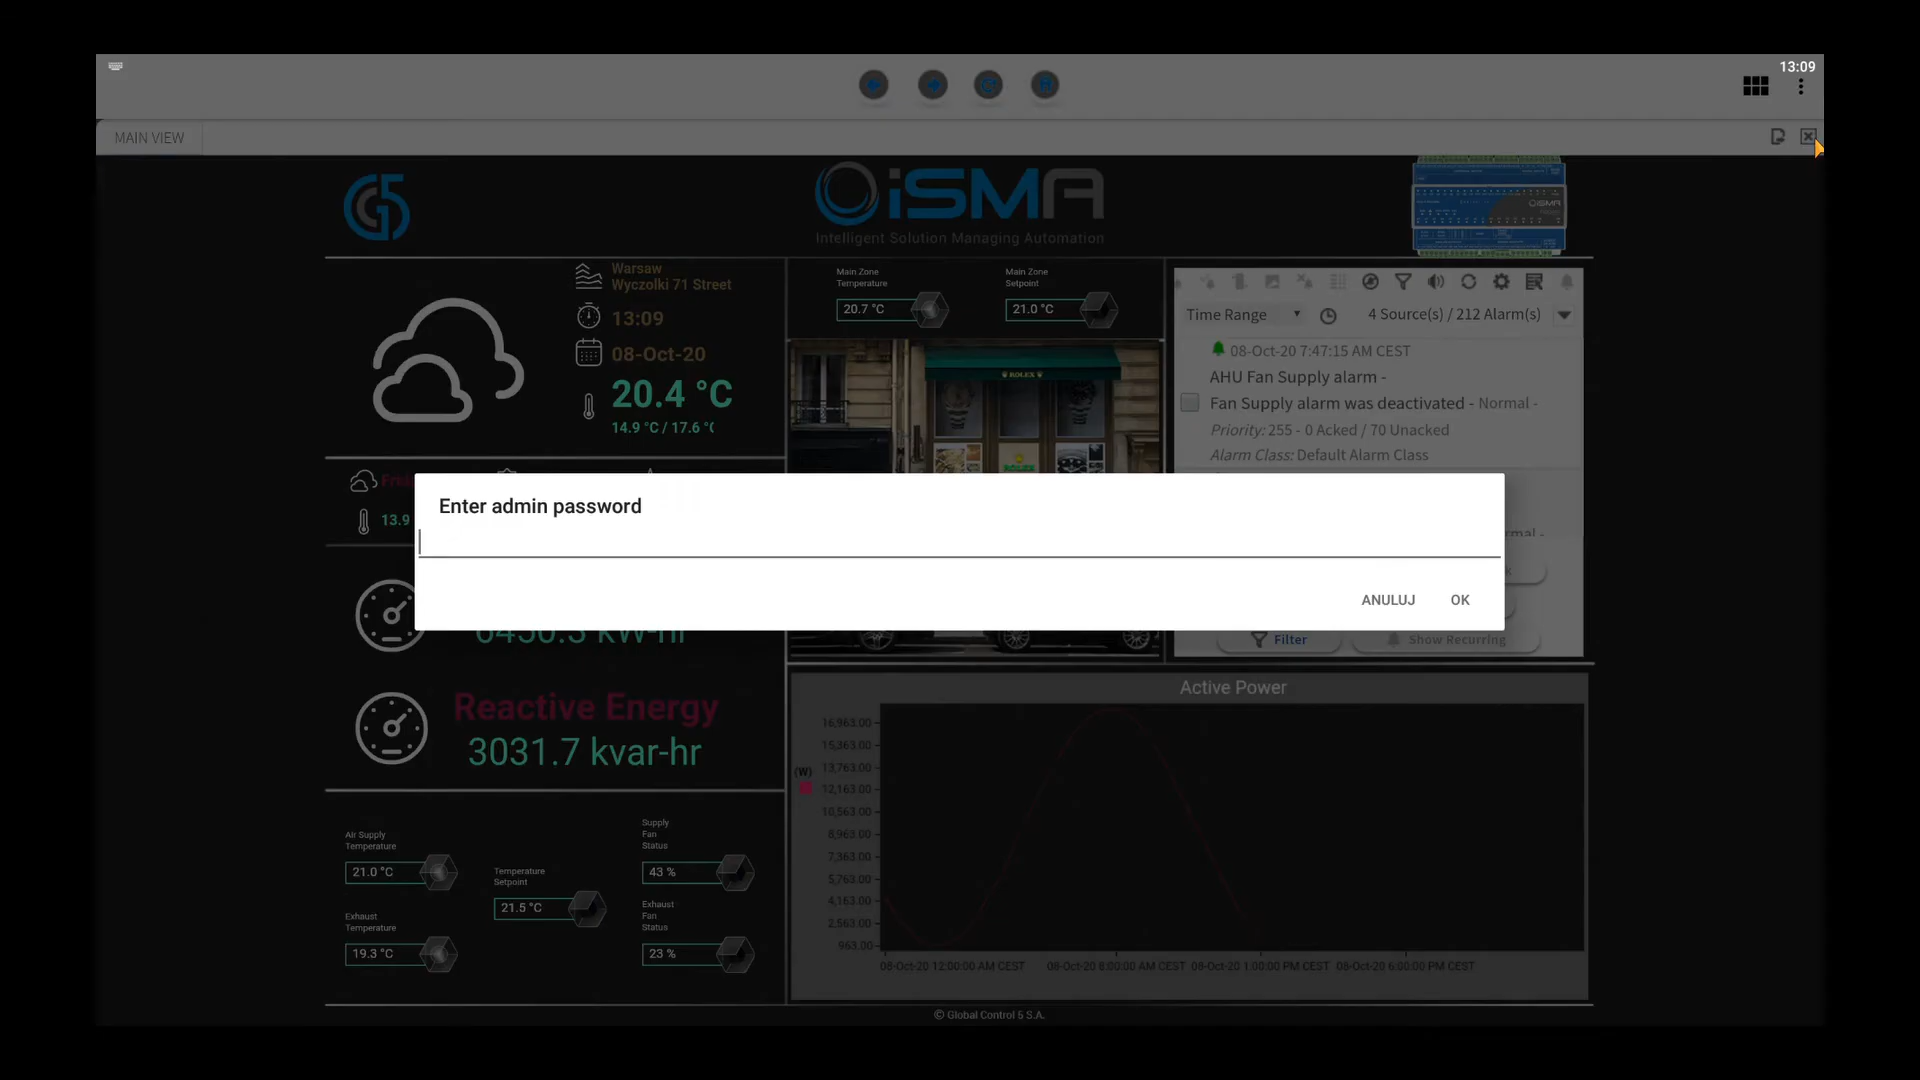 13:09
MAIN VIEW
G5
iSMA
Intelligent Solution Managing Automation
iSMA
Warsaw
Wyczolki 71 Street
13:09
08-Oct-20
20.4 °C
14.9 °C / 17.6 °C
Main Zone
Temperature
20.7 °C
Main Zone
Setpoint
21.0 °C
ROLEX
Time Range
4 Source(s) / 212 Alarm(s)
08-Oct-20 7:47:15 AM CEST
AHU Fan Supply alarm -
Fan Supply alarm was deactivated - Normal -
Priority: 255 - 0 Acked / 70 Unacked
Alarm Class: Default Alarm Class
13.9
Enter admin password
ANULUJ
OK
6450.3 kW-hr
Filter
Show Recurring
Reactive Energy
3031.7 kvar-hr
Active Power
(W)
16,963.00
15,363.00
13,763.00
12,163.00
10,563.00
8,963.00
7,363.00
5,763.00
4,163.00
2,563.00
963.00
08-Oct-20 12:00:00 AM CEST
08-Oct-20 8:00:00 AM CEST
08-Oct-20 1:00:00 PM CEST
08-Oct-20 6:00:00 PM CEST
Air Supply
Temperature
21.0 °C
Exhaust
Temperature
19.3 °C
Temperature
Setpoint
21.5 °C
Supply
Fan
Status
43 %
Exhaust
Fan
Status
23 %
© Global Control 5 S.A.